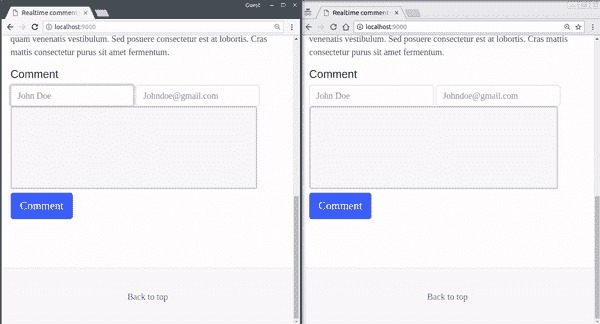 Guest
Realtime comment
localhost:9000
quam venenatis vestibulum. Sed posuere consectetur est at lobortis. Cras
mattis consectetur purus sit amet fermentum.
Comment
John Doe
Johndoe@gmail.com
Comment
Back to top
Realtime comment
localhost:9000
venenatis vestibulum. Sed posuere consectetur est at lobortis. Cras mattis
consectetur purus sit amet fermentum.
Comment
John Doe
Johndoe@gmail.com
Comment
Back to top